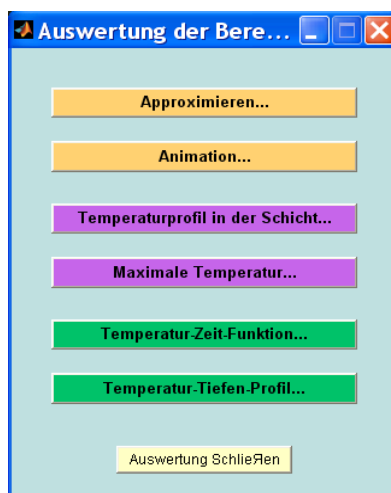 Auswertung der Bere...
Approximieren...
Animation...
Temperaturprofil in der Schicht...
Maximale Temperatur...
Temperatur-Zeit-Funktion...
Temperatur-Tiefen-Profil...
Auswertung SchlieЯen